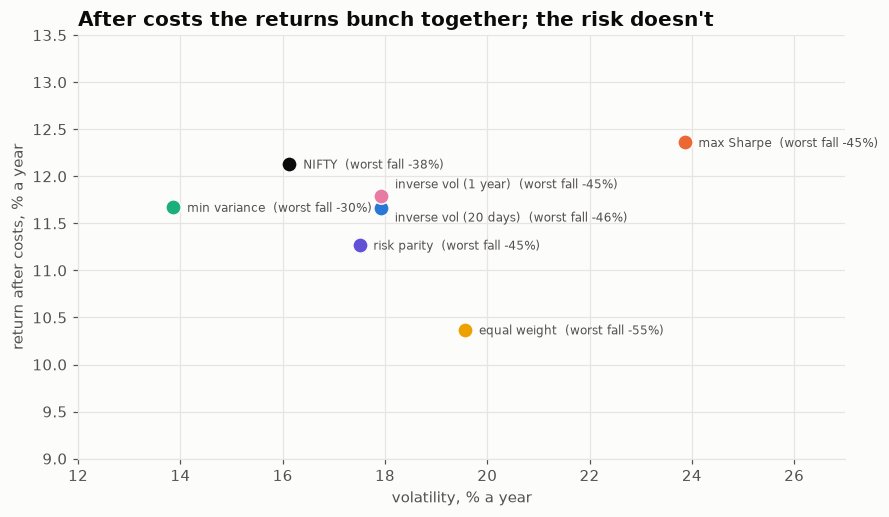 After costs the returns bunch together; the risk doesn't
13.5
13.0
12.5
12.0
11.5
11.0
10.5
10.0
9.5
9.0
return after costs, % a year
max Sharpe (worst fall -45%)
NIFTY (worst fall -38%)
inverse vol (1 year) (worst fall -45%)
min variance (worst fall -30%)
inverse vol (20 days) (worst fall -46%)
risk parity (worst fall -45%)
equal weight (worst fall -55%)
12 14 16 18 20 22 24 26
volatility, % a year